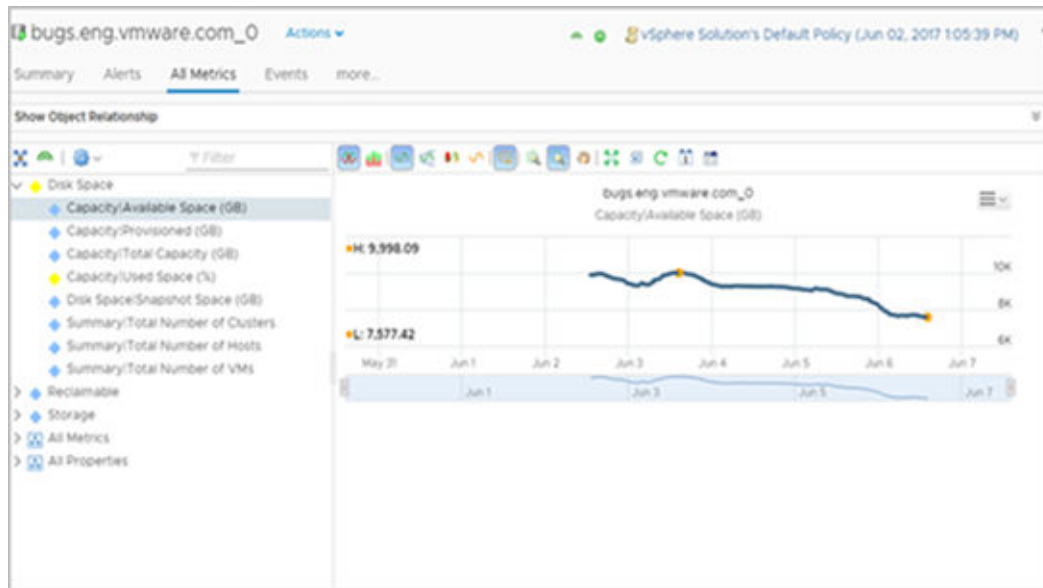 bugs.eng.vmware.com_0 Actions vSphere Solution's Default Policy (Jun 02, 2017 1:05:39 PM)
Summary Alerts All Metrics Events more...
Show Object Relationship
Filter
Disk Space
Capacity|Available Space (GB)
Capacity|Provisioned (GB)
Capacity|Total Capacity (GB)
Capacity|Used Space (%)
Disk Space|Snapshot Space (GB)
Summary|Total Number of Clusters
Summary|Total Number of Hosts
Summary|Total Number of VMs
Reclaimable
Storage
All Metrics
All Properties
bugs.eng.vmware.com_0
Capacity|Available Space (GB)
H: 9,998.09
10K
8K
L: 7,577.42
6K
May 31 Jun 1 Jun 2 Jun 3 Jun 4 Jun 5 Jun 6 Jun 7
Jun 1 Jun 3 Jun 5 Jun 7